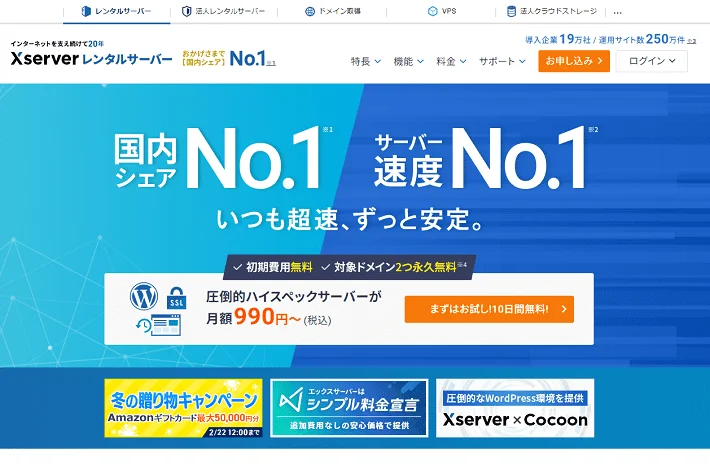 レンタルサーバー
法人レンタルサーバー
ドメイン取得
VPS
法人クラウドストレージ
…
インターネットを支え続けて20年
Xserver レンタルサーバー
おかげさまで
【国内シェア】
No.1 ※1
導入企業 19万社 / 運用サイト数 250万件 ※3
特長
機能
料金
サポート
お申し込み
ログイン
国内
シェア
No.1 ※1
サーバー
速度
No.1 ※2
いつも超速、ずっと安定。
初期費用無料
対象ドメイン2つ永久無料 ※4
SSL
圧倒的ハイスペックサーバーが
月額990円~(税込)
まずはお試し!10日間無料!
冬の贈り物キャンペーン
Amazonギフトカード最大50,000円分
2/22 12:00まで
エックスサーバーは
シンプル料金宣言
追加費用なしの安心価格で提供
圧倒的なWordPress環境を提供
Xserver × Cocoon